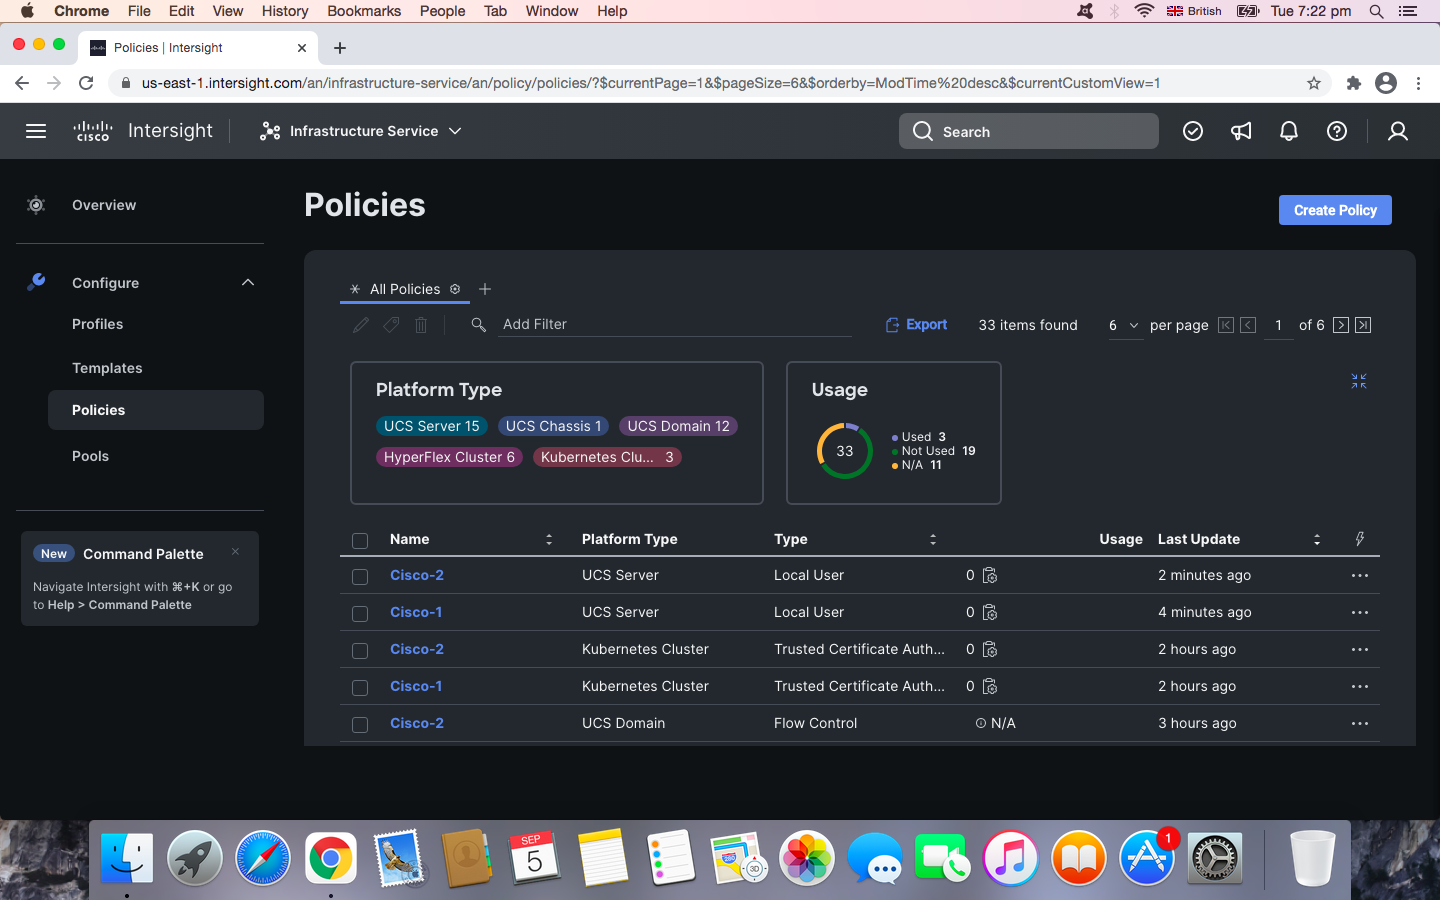 Chrome File Edit View History Bookmarks People Tab Window Help British Tue 7:22 pm
Policies | Intersight
us-east-1.intersight.com/an/infrastructure-service/an/policy/policies/?$currentPage=1&$pageSize=6&$orderby=ModTime%20desc&$currentCustomView=1
CISCO Intersight Infrastructure Service Search
Overview
Configure
Profiles
Templates
Policies
Pools
New Command Palette
Navigate Intersight with ⌘+K or go
to Help > Command Palette
Policies
Create Policy
All Policies
Add Filter Export 33 items found 6 per page 1 of 6
Platform Type
UCS Server 15 UCS Chassis 1 UCS Domain 12
HyperFlex Cluster 6 Kubernetes Clu... 3
Usage
33
Used 3
Not Used 19
N/A 11
Name Platform Type Type Usage Last Update
Cisco-2 UCS Server Local User 0 2 minutes ago
Cisco-1 UCS Server Local User 0 4 minutes ago
Cisco-2 Kubernetes Cluster Trusted Certificate Auth... 0 2 hours ago
Cisco-1 Kubernetes Cluster Trusted Certificate Auth... 0 2 hours ago
Cisco-2 UCS Domain Flow Control N/A 3 hours ago
SEP
5
280
3D
1